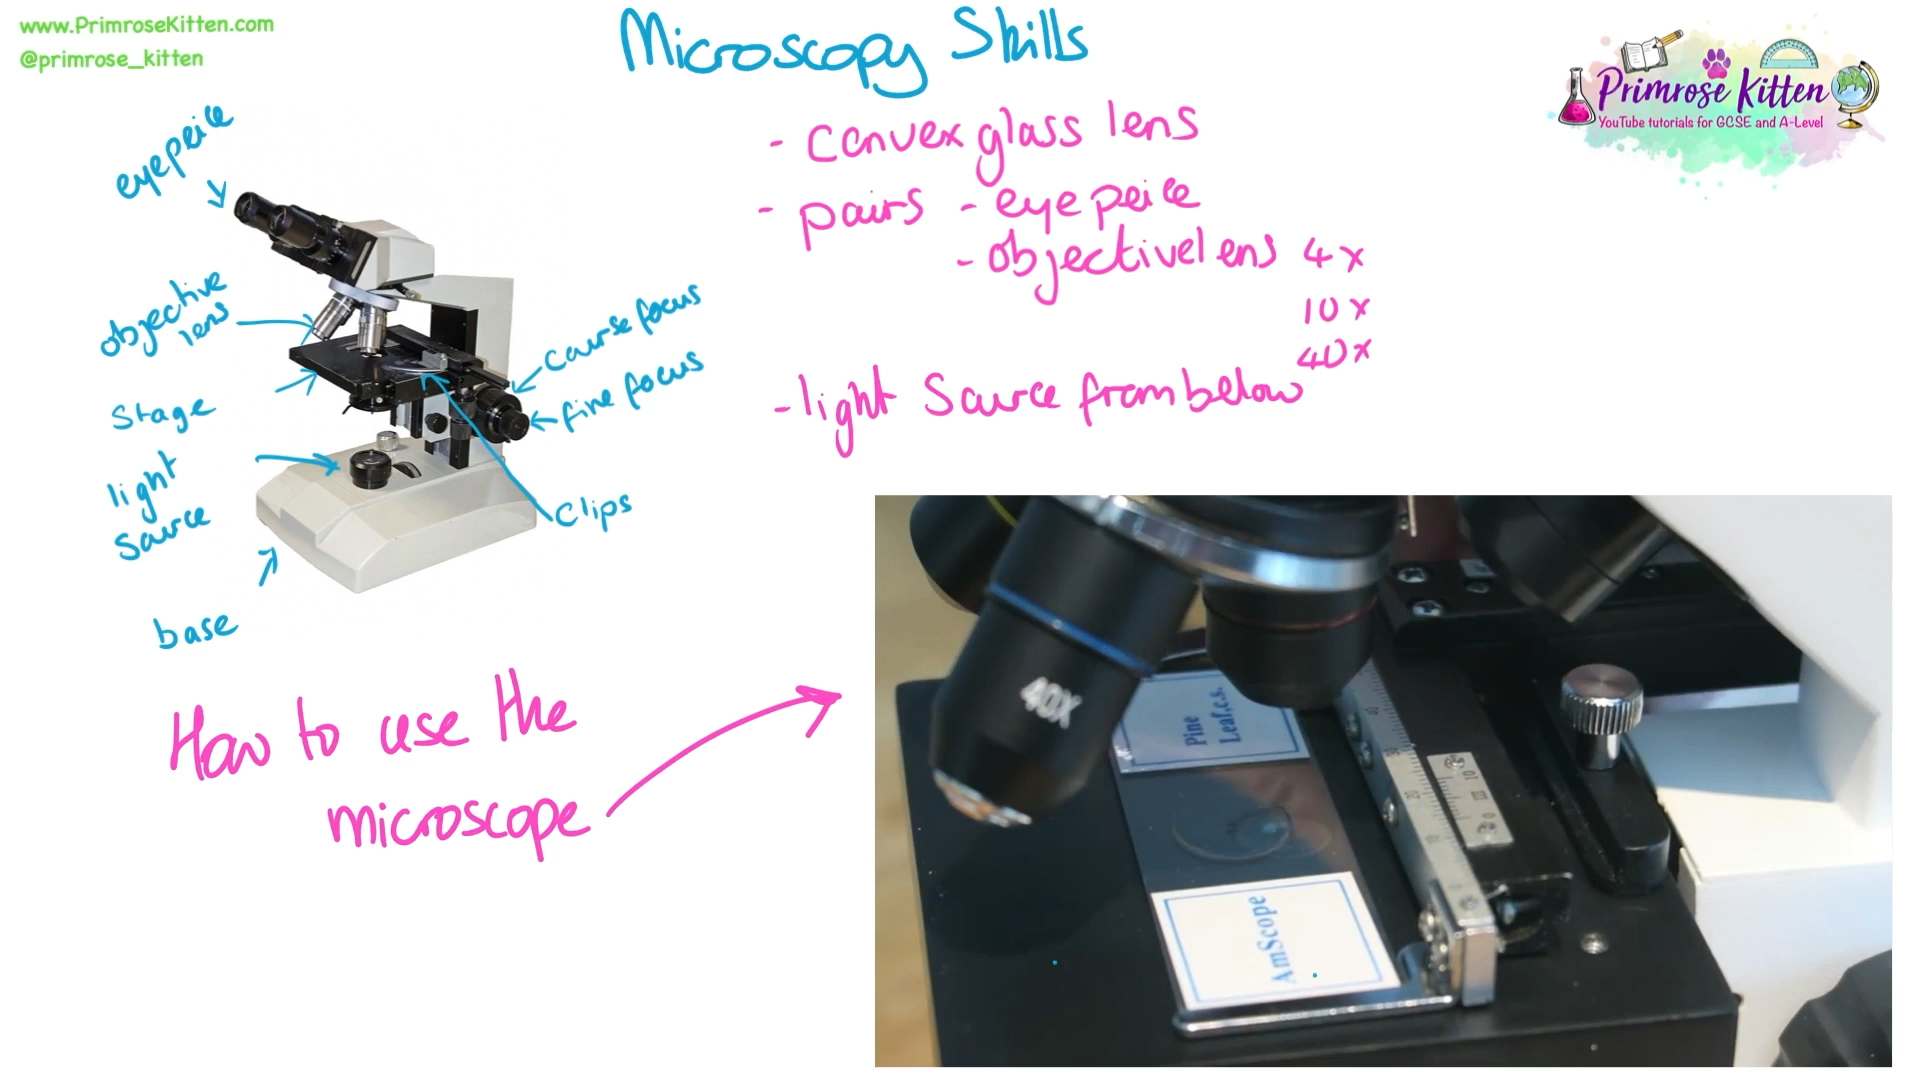 www.PrimroseKitten.com
@primrose_kitten
Microscopy Skills
Primrose Kitten
YouTube tutorials for GCSE and A-Level
eyepeice
objective
lens
Stage
light
Source
base
Course focus
fine focus
Clips
- convex glass lens
- pairs - eyepeice
- objective lens 4x
10x
40x
- light Source from below
How to use the
microscope
40X
Pine
Leaf,c.s.
AmScope